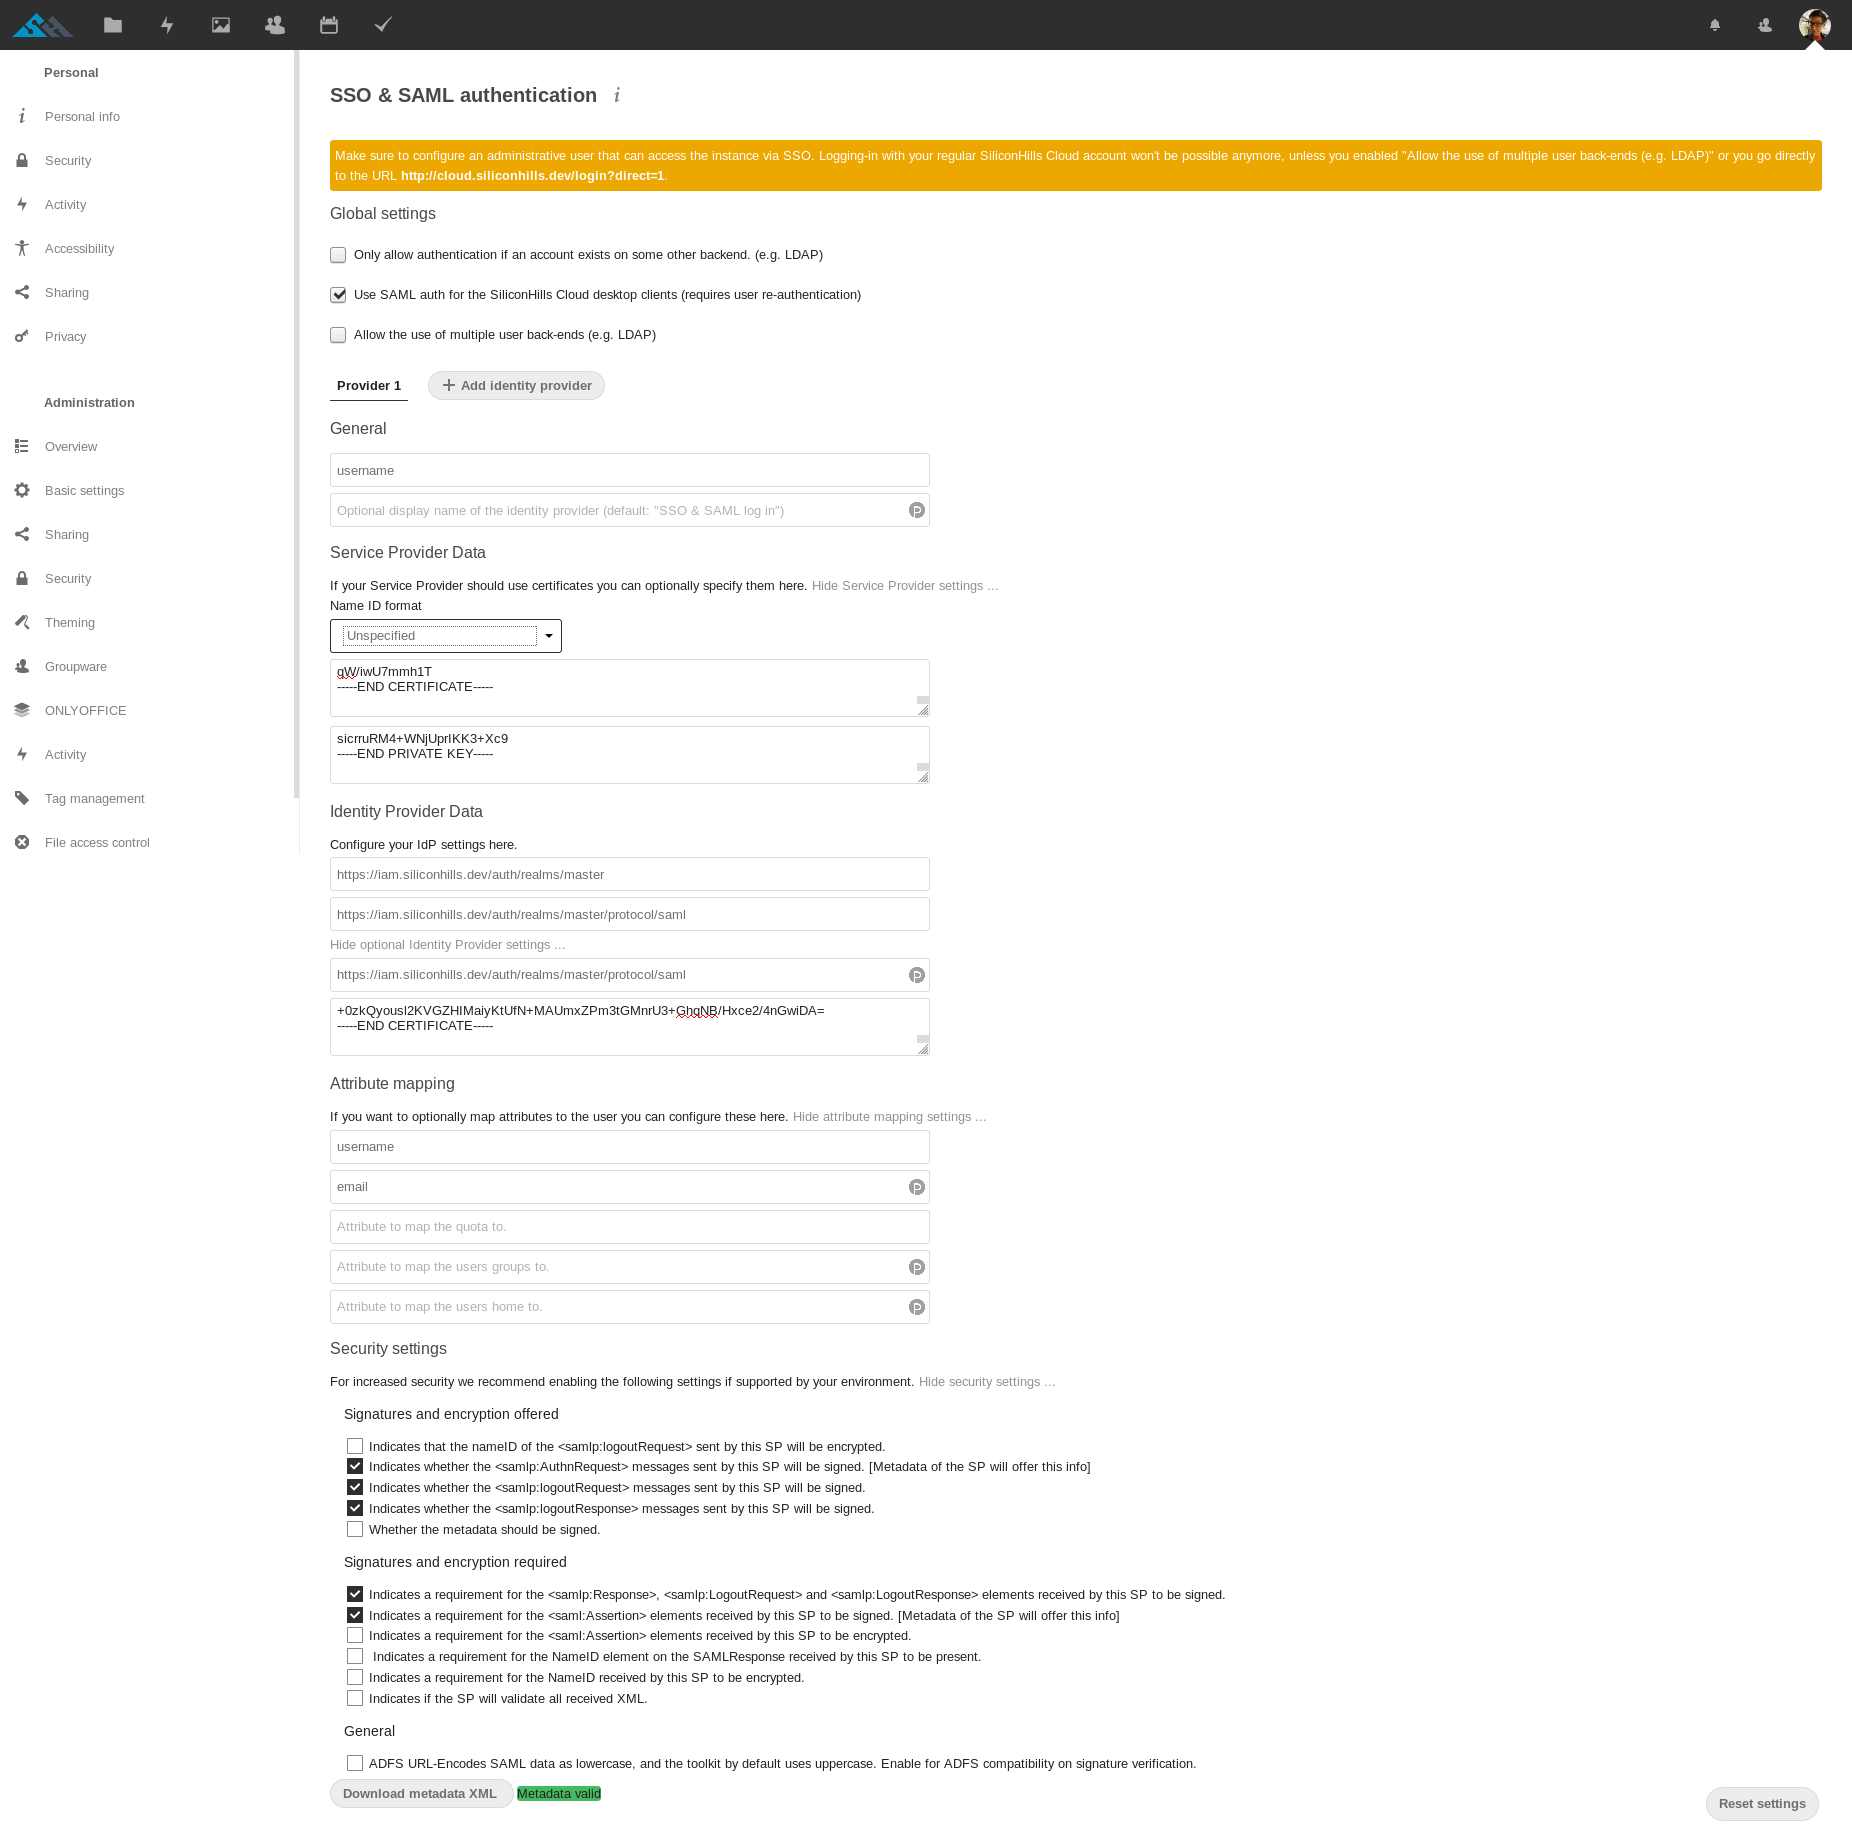 Personal
Personal info
Security
Activity
Accessibility
Sharing
Privacy
Administration
Overview
Basic settings
Sharing
Security
Theming
Groupware
ONLYOFFICE
Activity
Tag management
File access control
SSO & SAML authentication
Make sure to configure an administrative user that can access the instance via SSO. Logging-in with your regular SiliconHills Cloud account won't be possible anymore, unless you enabled "Allow the use of multiple user back-ends (e.g. LDAP)" or you go directly
to the URL http://cloud.siliconhills.dev/login?direct=1.
Global settings
Only allow authentication if an account exists on some other backend. (e.g. LDAP)
Use SAML auth for the SiliconHills Cloud desktop clients (requires user re-authentication)
Allow the use of multiple user back-ends (e.g. LDAP)
Provider 1
Add identity provider
General
username
Optional display name of the identity provider (default: "SSO & SAML log in")
Service Provider Data
If your Service Provider should use certificates you can optionally specify them here. Hide Service Provider settings ...
Name ID format
Unspecified
gW/iwU7mmh1T
-----END CERTIFICATE-----
sicrruRM4+WNjUprIKK3+Xc9
-----END PRIVATE KEY-----
Identity Provider Data
Configure your IdP settings here.
https://iam.siliconhills.dev/auth/realms/master
https://iam.siliconhills.dev/auth/realms/master/protocol/saml
Hide optional Identity Provider settings ...
https://iam.siliconhills.dev/auth/realms/master/protocol/saml
+0zkQyousl2KVGZHIMaiyKtUfN+MAUmxZPm3tGMnrU3+GhqNB/Hxce2/4nGwiDA=
-----END CERTIFICATE-----
Attribute mapping
If you want to optionally map attributes to the user you can configure these here. Hide attribute mapping settings ...
username
email
Attribute to map the quota to.
Attribute to map the users groups to.
Attribute to map the users home to.
Security settings
For increased security we recommend enabling the following settings if supported by your environment. Hide security settings ...
Signatures and encryption offered
Indicates that the nameID of the <samlp:logoutRequest> sent by this SP will be encrypted.
Indicates whether the <samlp:AuthnRequest> messages sent by this SP will be signed. [Metadata of the SP will offer this info]
Indicates whether the <samlp:logoutRequest> messages sent by this SP will be signed.
Indicates whether the <samlp:logoutResponse> messages sent by this SP will be signed.
Whether the metadata should be signed.
Signatures and encryption required
Indicates a requirement for the <samlp:Response>, <samlp:LogoutRequest> and <samlp:LogoutResponse> elements received by this SP to be signed.
Indicates a requirement for the <saml:Assertion> elements received by this SP to be signed. [Metadata of the SP will offer this info]
Indicates a requirement for the <saml:Assertion> elements received by this SP to be encrypted.
Indicates a requirement for the NameID element on the SAMLResponse received by this SP to be present.
Indicates a requirement for the NameID received by this SP to be encrypted.
Indicates if the SP will validate all received XML.
General
ADFS URL-Encodes SAML data as lowercase, and the toolkit by default uses uppercase. Enable for ADFS compatibility on signature verification.
Download metadata XML
Metadata valid
Reset settings